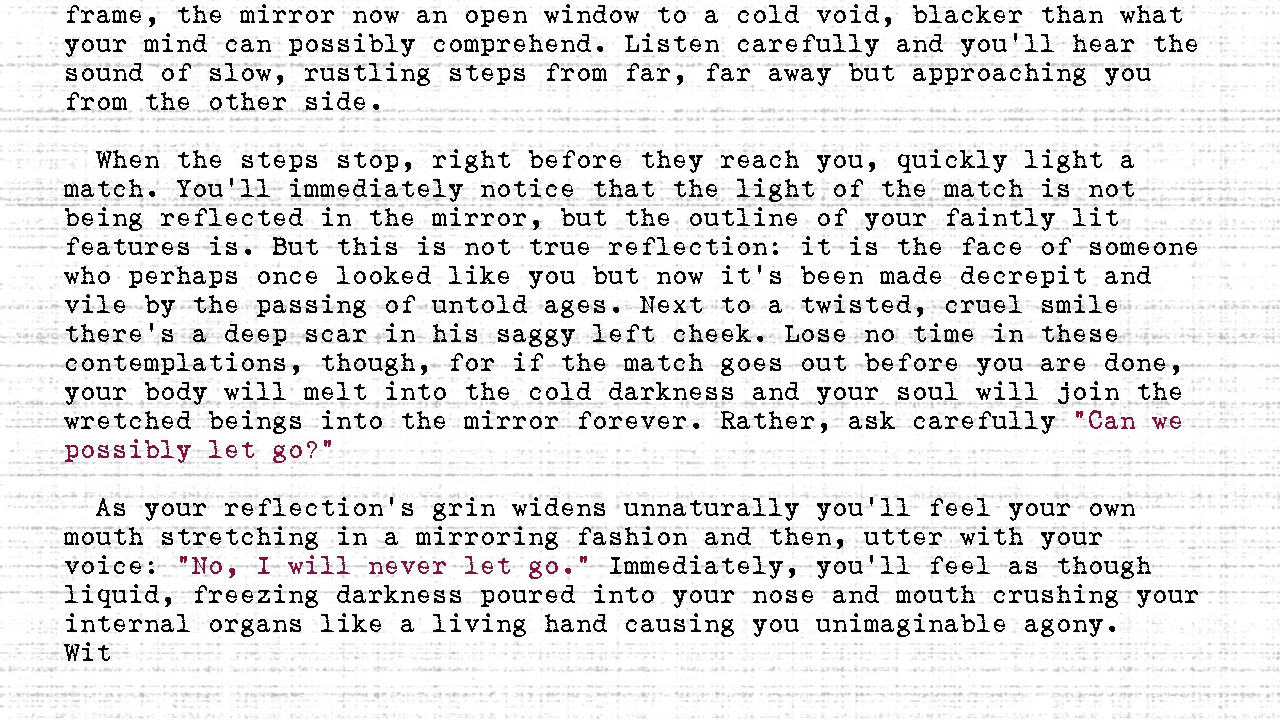 frame, the mirror now an open window to a cold void, blacker than what
your mind can possibly comprehend. Listen carefully and you'll hear the
sound of slow, rustling steps from far, far away but approaching you
from the other side.
When the steps stop, right before they reach you, quickly light a
match. You'll immediately notice that the light of the match is not
being reflected in the mirror, but the outline of your faintly lit
features is. But this is not true reflection: it is the face of someone
who perhaps once looked like you but now it's been made decrepit and
vile by the passing of untold ages. Next to a twisted, cruel smile
there's a deep scar in his saggy left cheek. Lose no time in these
contemplations, though, for if the match goes out before you are done,
your body will melt into the cold darkness and your soul will join the
wretched beings into the mirror forever. Rather, ask carefully "Can we
possibly let go?"
As your reflection's grin widens unnaturally you'll feel your own
mouth stretching in a mirroring fashion and then, utter with your
voice: "No, I will never let go." Immediately, you'll feel as though
liquid, freezing darkness poured into your nose and mouth crushing your
internal organs like a living hand causing you unimaginable agony.
Wit